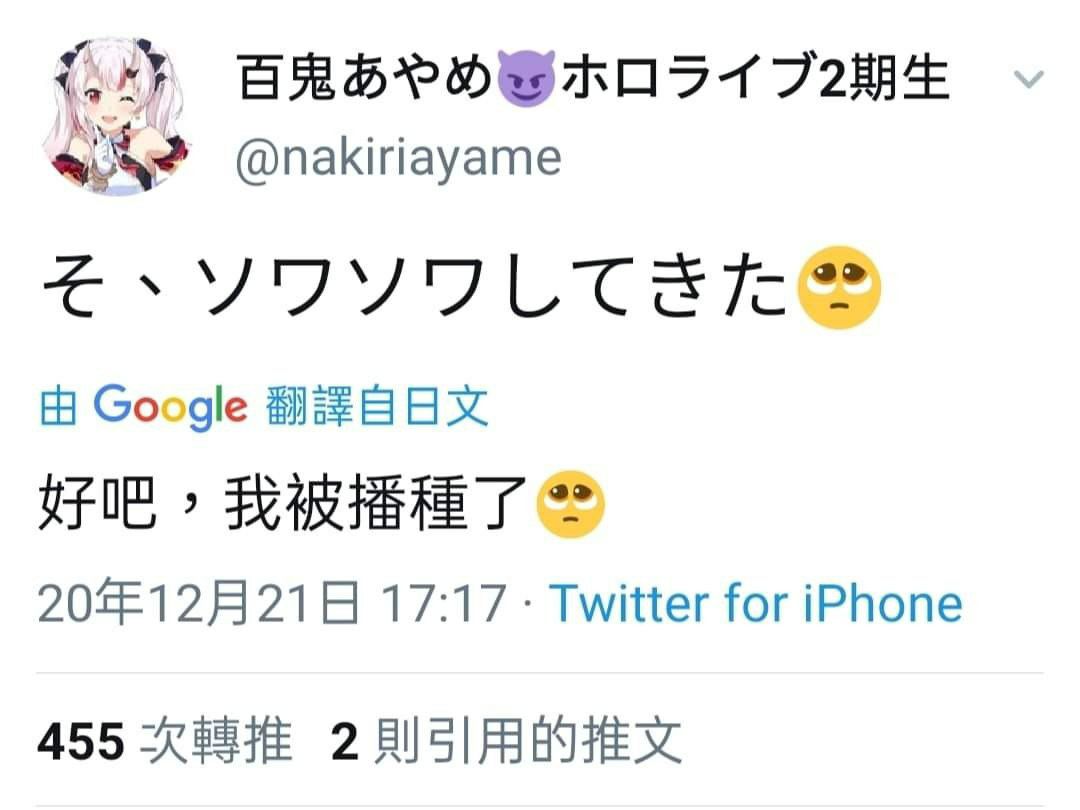 百鬼あやめ😈ホロライブ2期生
@nakiriayame
そ、ソワソワしてきた🥺
由 Google 翻譯自日文
好吧，我被播種了🥺
20年12月21日 17:17 · Twitter for iPhone
455 次轉推 2 則引用的推文